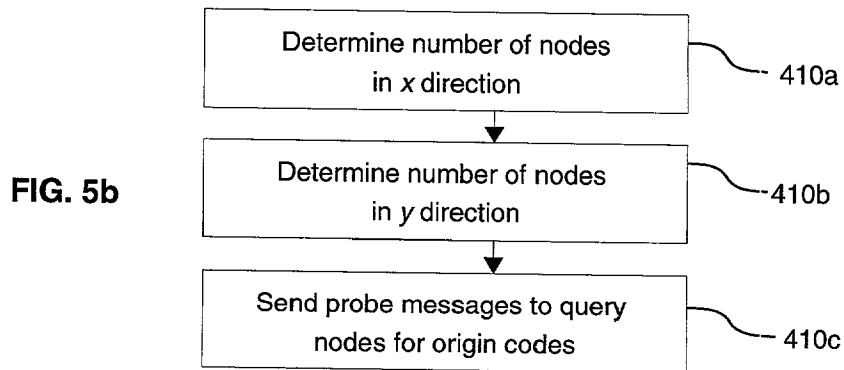 Determine number of nodes
in x direction
410a
Determine number of nodes
in y direction
410b
FIG. 5b
Send probe messages to query
nodes for origin codes
410c